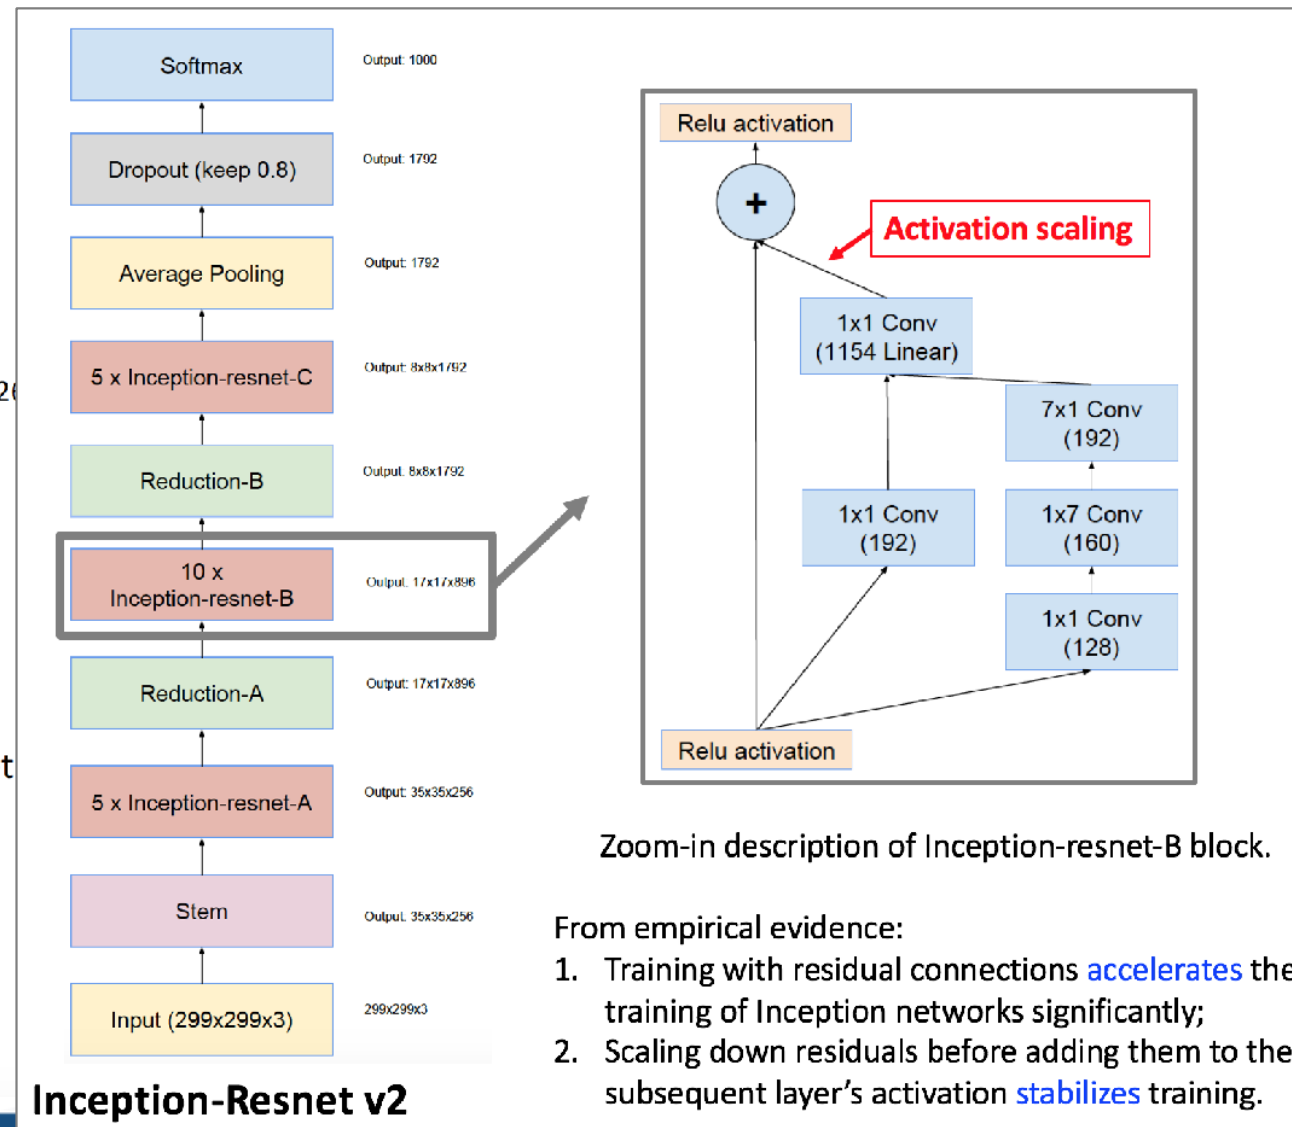 Softmax
Output: 1000
Dropout (keep 0.8)
Output: 1792
Average Pooling
Output: 1792
5 x Inception-resnet-C
Output: 8x8x1792
Reduction-B
Output: 8x8x1792
10 x
Inception-resnet-B
Output: 17x17x896
Reduction-A
Output: 17x17x896
5 x Inception-resnet-A
Output: 35x35x256
Stem
Output: 35x35x256
Input (299x299x3)
299x299x3
Inception-Resnet v2
Relu activation
+
Activation scaling
1x1 Conv
(1154 Linear)
7x1 Conv
(192)
1x1 Conv
(192)
1x7 Conv
(160)
1x1 Conv
(128)
Relu activation
Zoom-in description of Inception-resnet-B block.
From empirical evidence:
1. Training with residual connections accelerates the
training of Inception networks significantly;
2. Scaling down residuals before adding them to the
subsequent layer's activation stabilizes training.